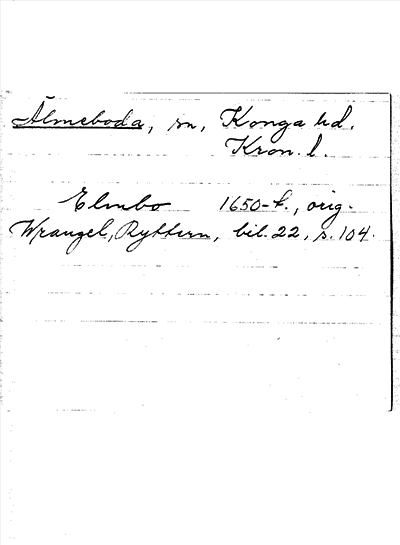 Älmeboda, sn, Konga hd.
Kron. l.
Elmbo 1650-t., orig.
Wrangel, Ryttern, bil. 22, s. 104.